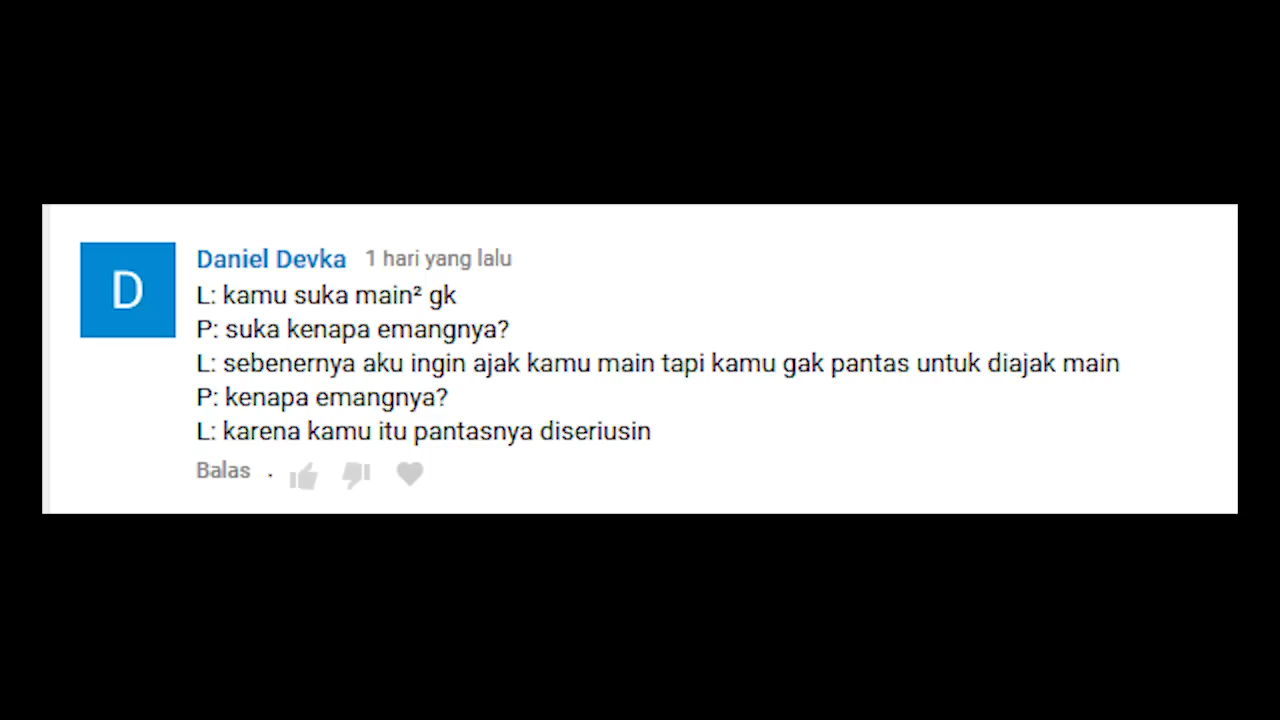 D
Daniel Devka 1 hari yang lalu
L: kamu suka main² gk
P: suka kenapa emangnya?
L: sebenernya aku ingin ajak kamu main tapi kamu gak pantas untuk diajak main
P: kenapa emangnya?
L: karena kamu itu pantasnya diseriusin
Balas .